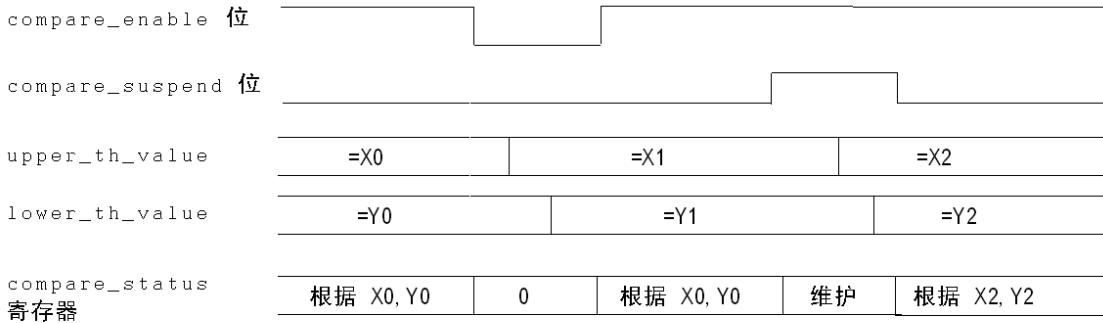 compare_enable 位
compare_suspend 位
upper_th_value =X0 =X1 =X2
lower_th_value =Y0 =Y1 =Y2
compare_status 根据 X0, Y0 0 根据 X0, Y0 维护 根据 X2, Y2
寄存器